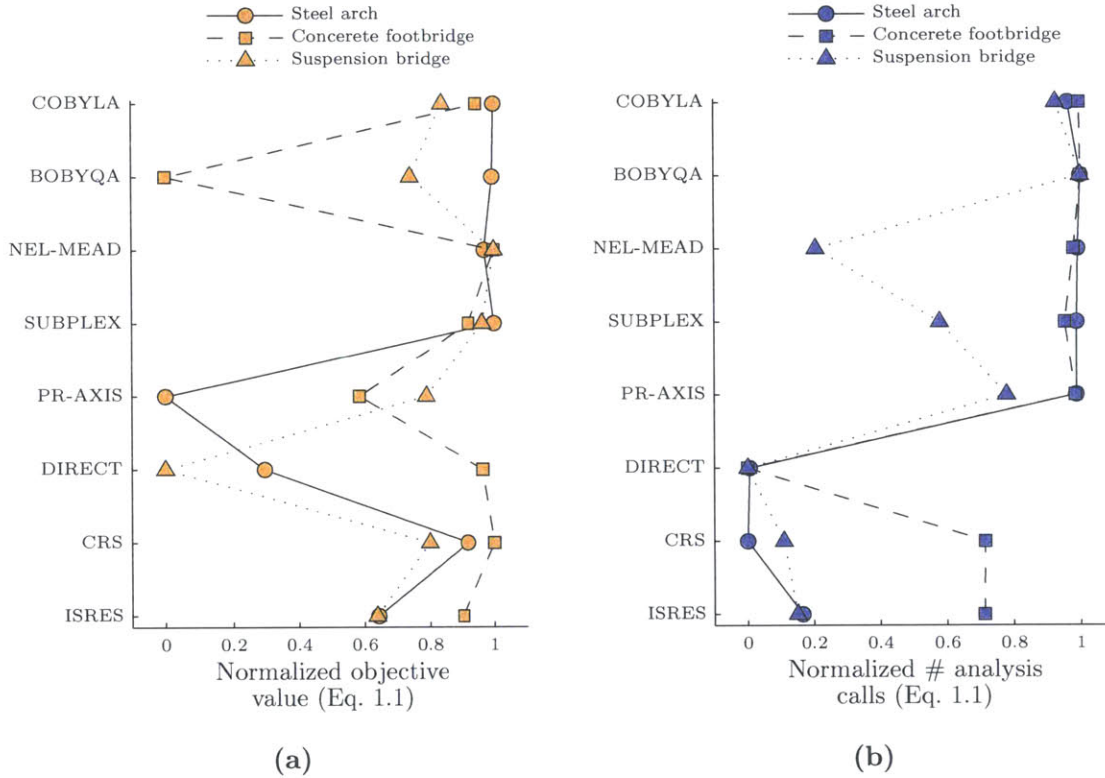 Steel arch
Concerete footbridge
Suspension bridge
COBYLA
BOBYQA
NEL-MEAD
SUBPLEX
PR-AXIS
DIRECT
CRS
ISRES
0 0.2 0.4 0.6 0.8 1
Normalized objective
value (Eq. 1.1)
(a)
Steel arch
Concerete footbridge
Suspension bridge
COBYLA
BOBYQA
NEL-MEAD
SUBPLEX
PR-AXIS
DIRECT
CRS
ISRES
0 0.2 0.4 0.6 0.8 1
Normalized # analysis
calls (Eq. 1.1)
(b)